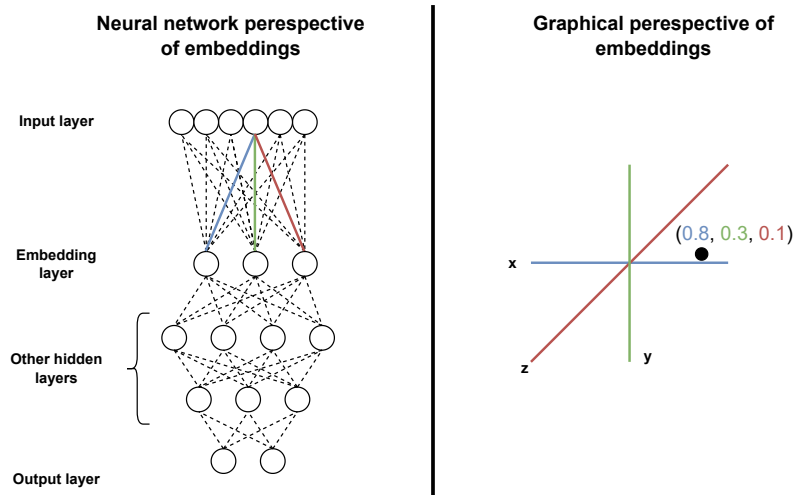 Neural network perespective
of embeddings
Input layer
Embedding
layer
Other hidden
layers
Output layer
Graphical perespective of
embeddings
(0.8, 0.3, 0.1)
x
y
z